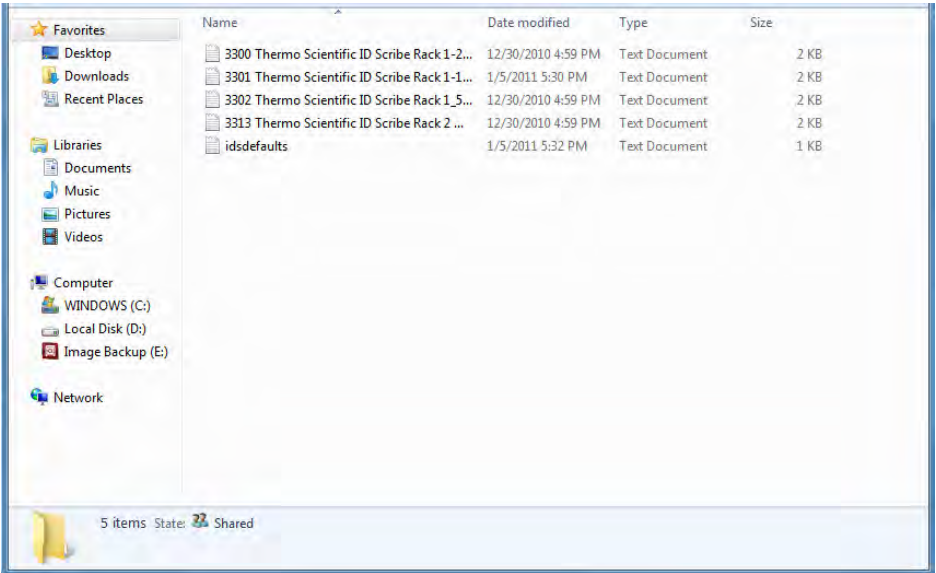 Name Date modified Type Size
Favorites
Desktop
Downloads
Recent Places
Libraries
Documents
Music
Pictures
Videos
Computer
WINDOWS (C:)
Local Disk (D:)
Image Backup (E:)
Network
3300 Thermo Scientific ID Scribe Rack 1-2... 12/30/2010 4:59 PM Text Document 2 KB
3301 Thermo Scientific ID Scribe Rack 1-1... 1/5/2011 5:30 PM Text Document 2 KB
3302 Thermo Scientific ID Scribe Rack 1_5... 12/30/2010 4:59 PM Text Document 2 KB
3313 Thermo Scientific ID Scribe Rack 2 ... 12/30/2010 4:59 PM Text Document 2 KB
idsdefaults 1/5/2011 5:32 PM Text Document 1 KB
5 items State: Shared